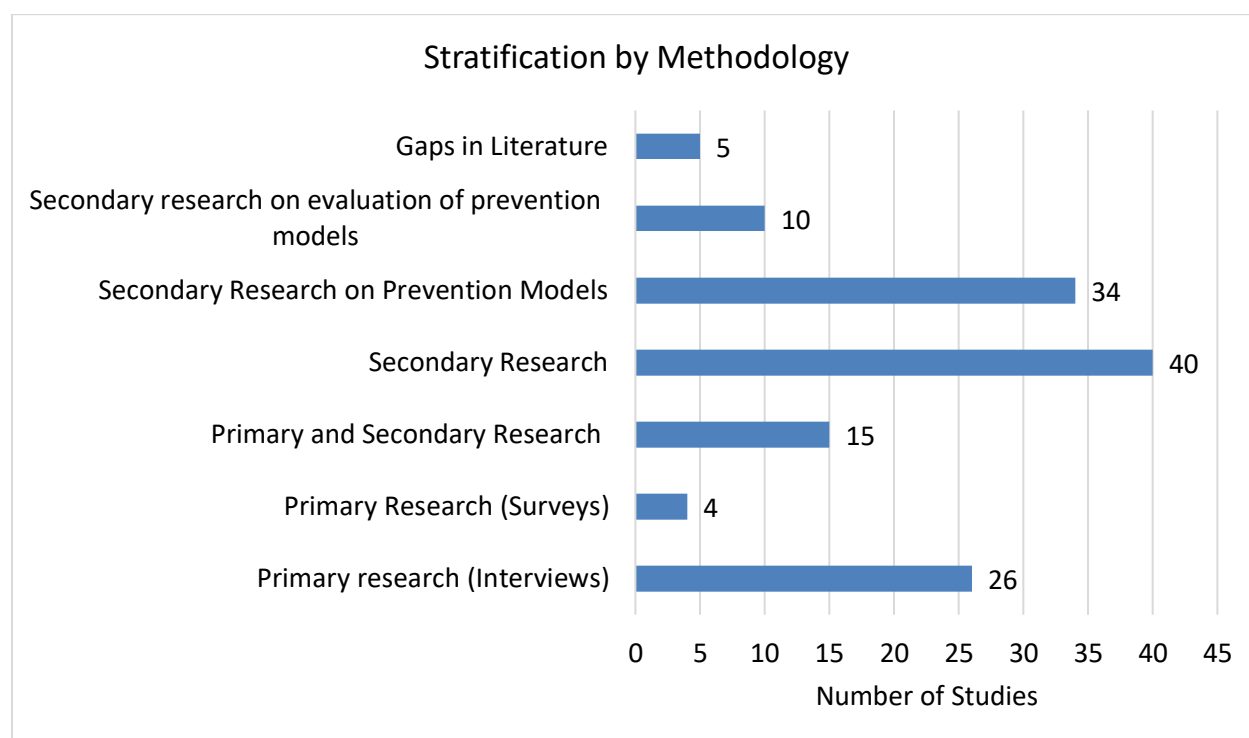 Stratification by Methodology
Gaps in Literature
5
Secondary research on evaluation of prevention
models
10
Secondary Research on Prevention Models
34
Secondary Research
40
Primary and Secondary Research
15
Primary Research (Surveys)
4
Primary research (Interviews)
26
0 5 10 15 20 25 30 35 40 45
Number of Studies